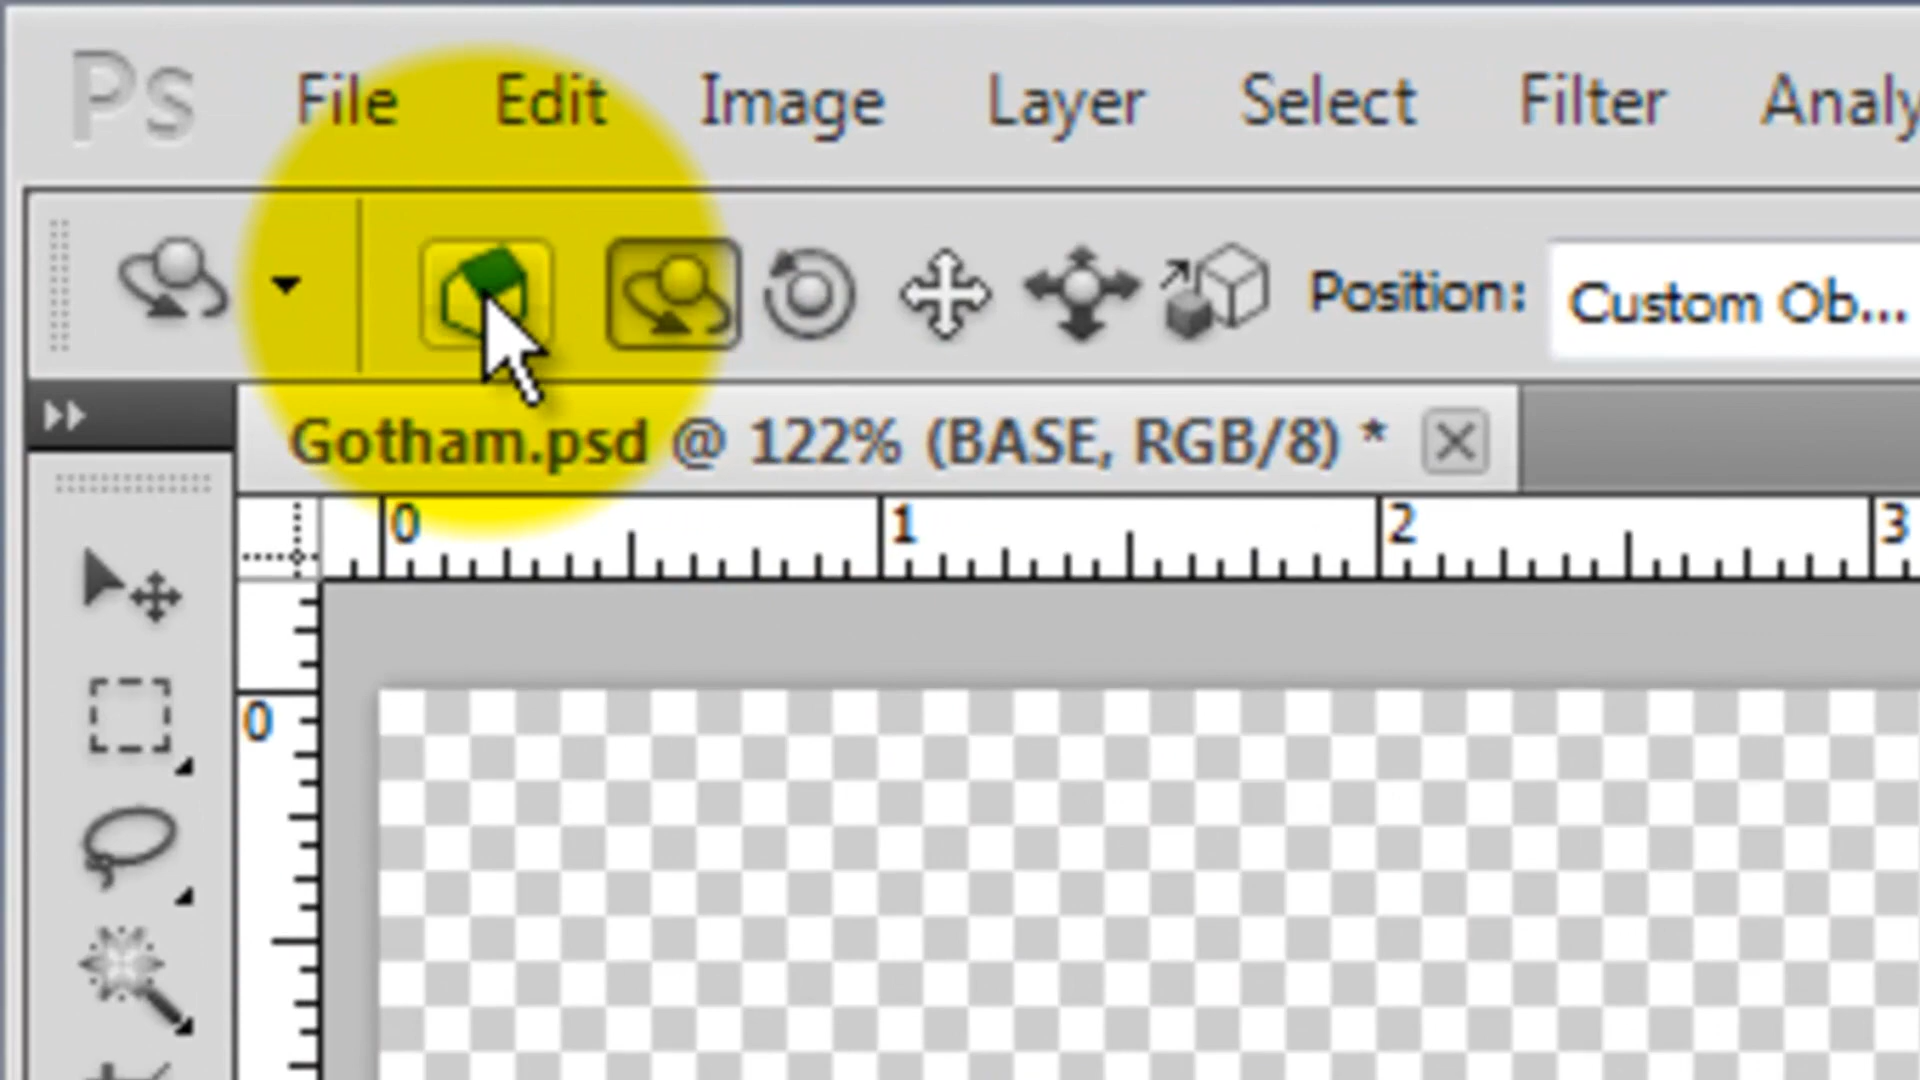 Ps File Edit Image Layer Select Filter Analy
Position: Custom Ob...
Gotham.psd @ 122% (BASE, RGB/8) *
0 1 2 3
0